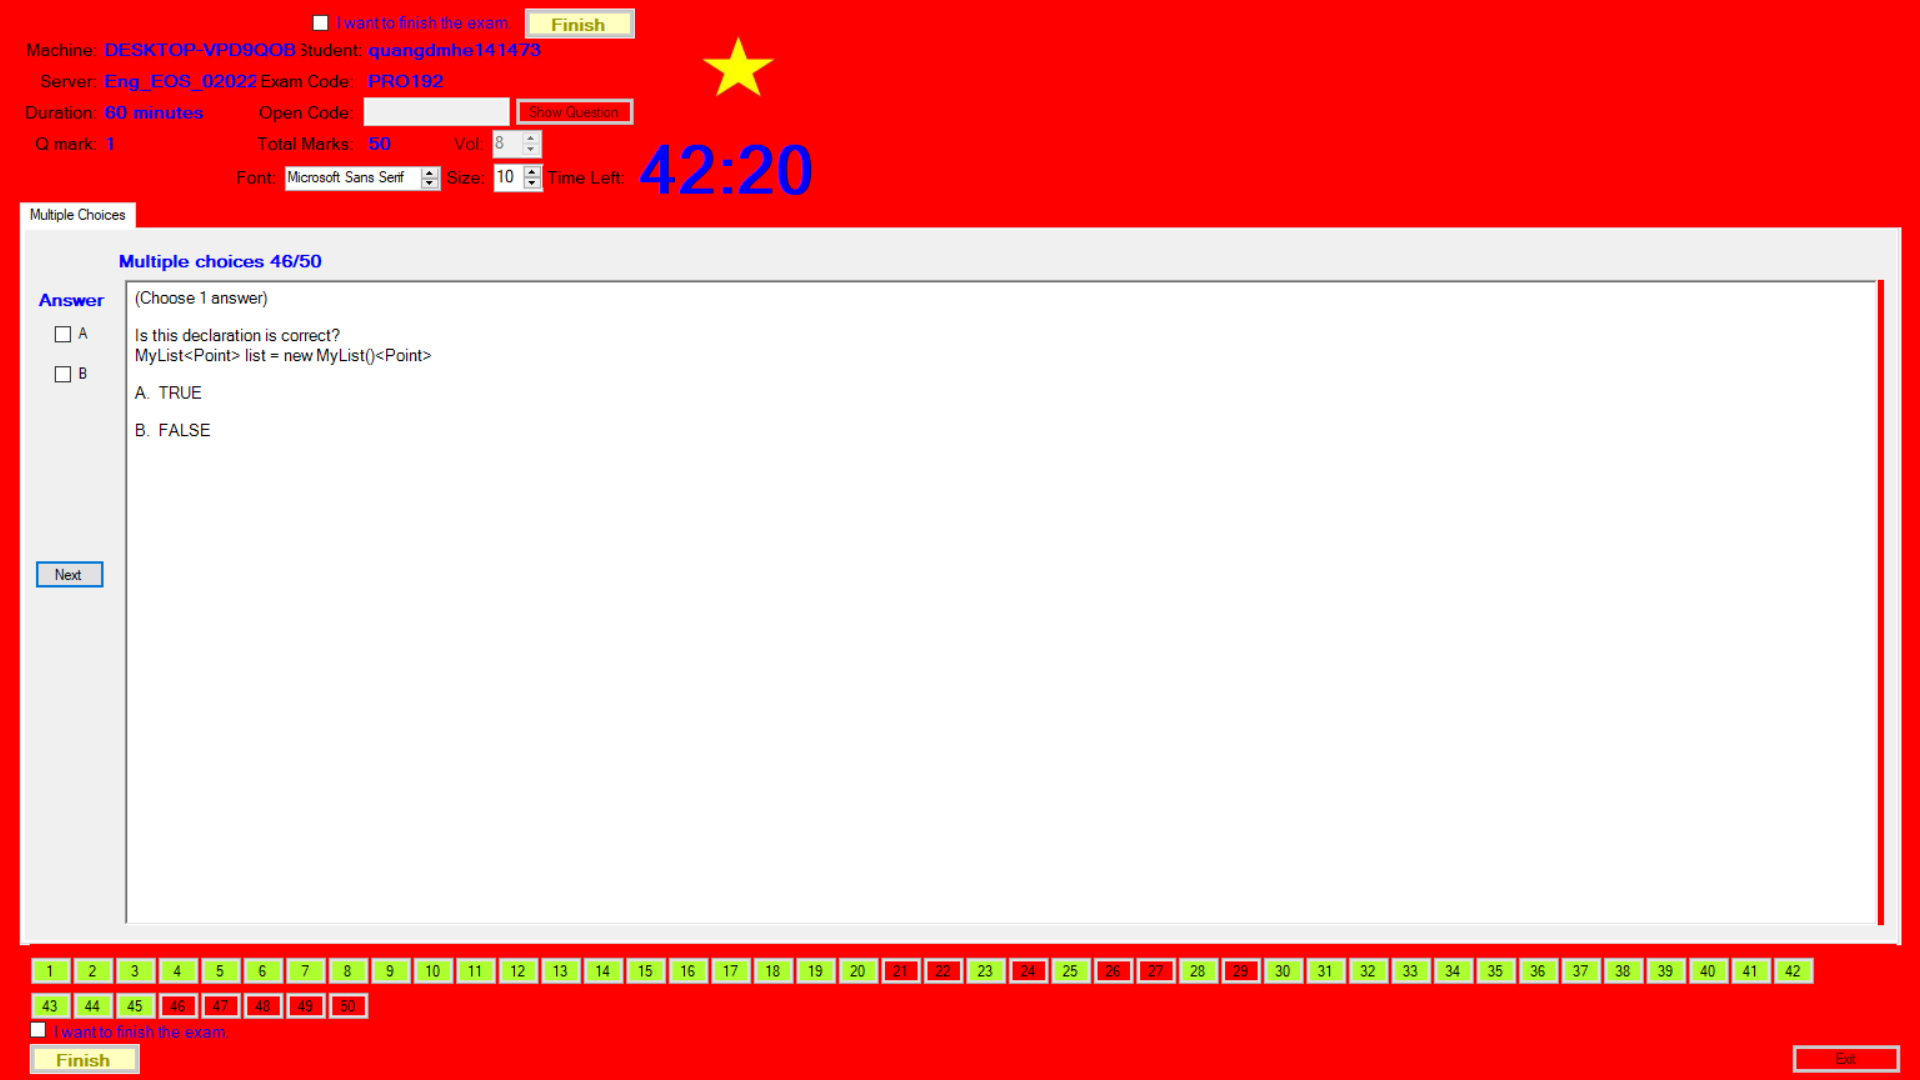 I want to finish the exam.
Finish
Machine: DESKTOP-VPD9QOB Student: quangdmhe141473
Server: Eng_EOS_02022 Exam Code: PRO192
Duration: 60 minutes Open Code: Show Question
Q mark: 1 Total Marks: 50 Vol: 8
Font: Microsoft Sans Serif Size: 10 Time Left: 42:20
Multiple Choices
Multiple choices 46/50
Answer
A
B
Next
(Choose 1 answer)
Is this declaration is correct?
MyList<Point> list = new MyList()<Point>
A. TRUE
B. FALSE
1 2 3 4 5 6 7 8 9 10 11 12 13 14 15 16 17 18 19 20 21 22 23 24 25 26 27 28 29 30 31 32 33 34 35 36 37 38 39 40 41 42
43 44 45 46 47 48 49 50
I want to finish the exam.
Finish
Exit